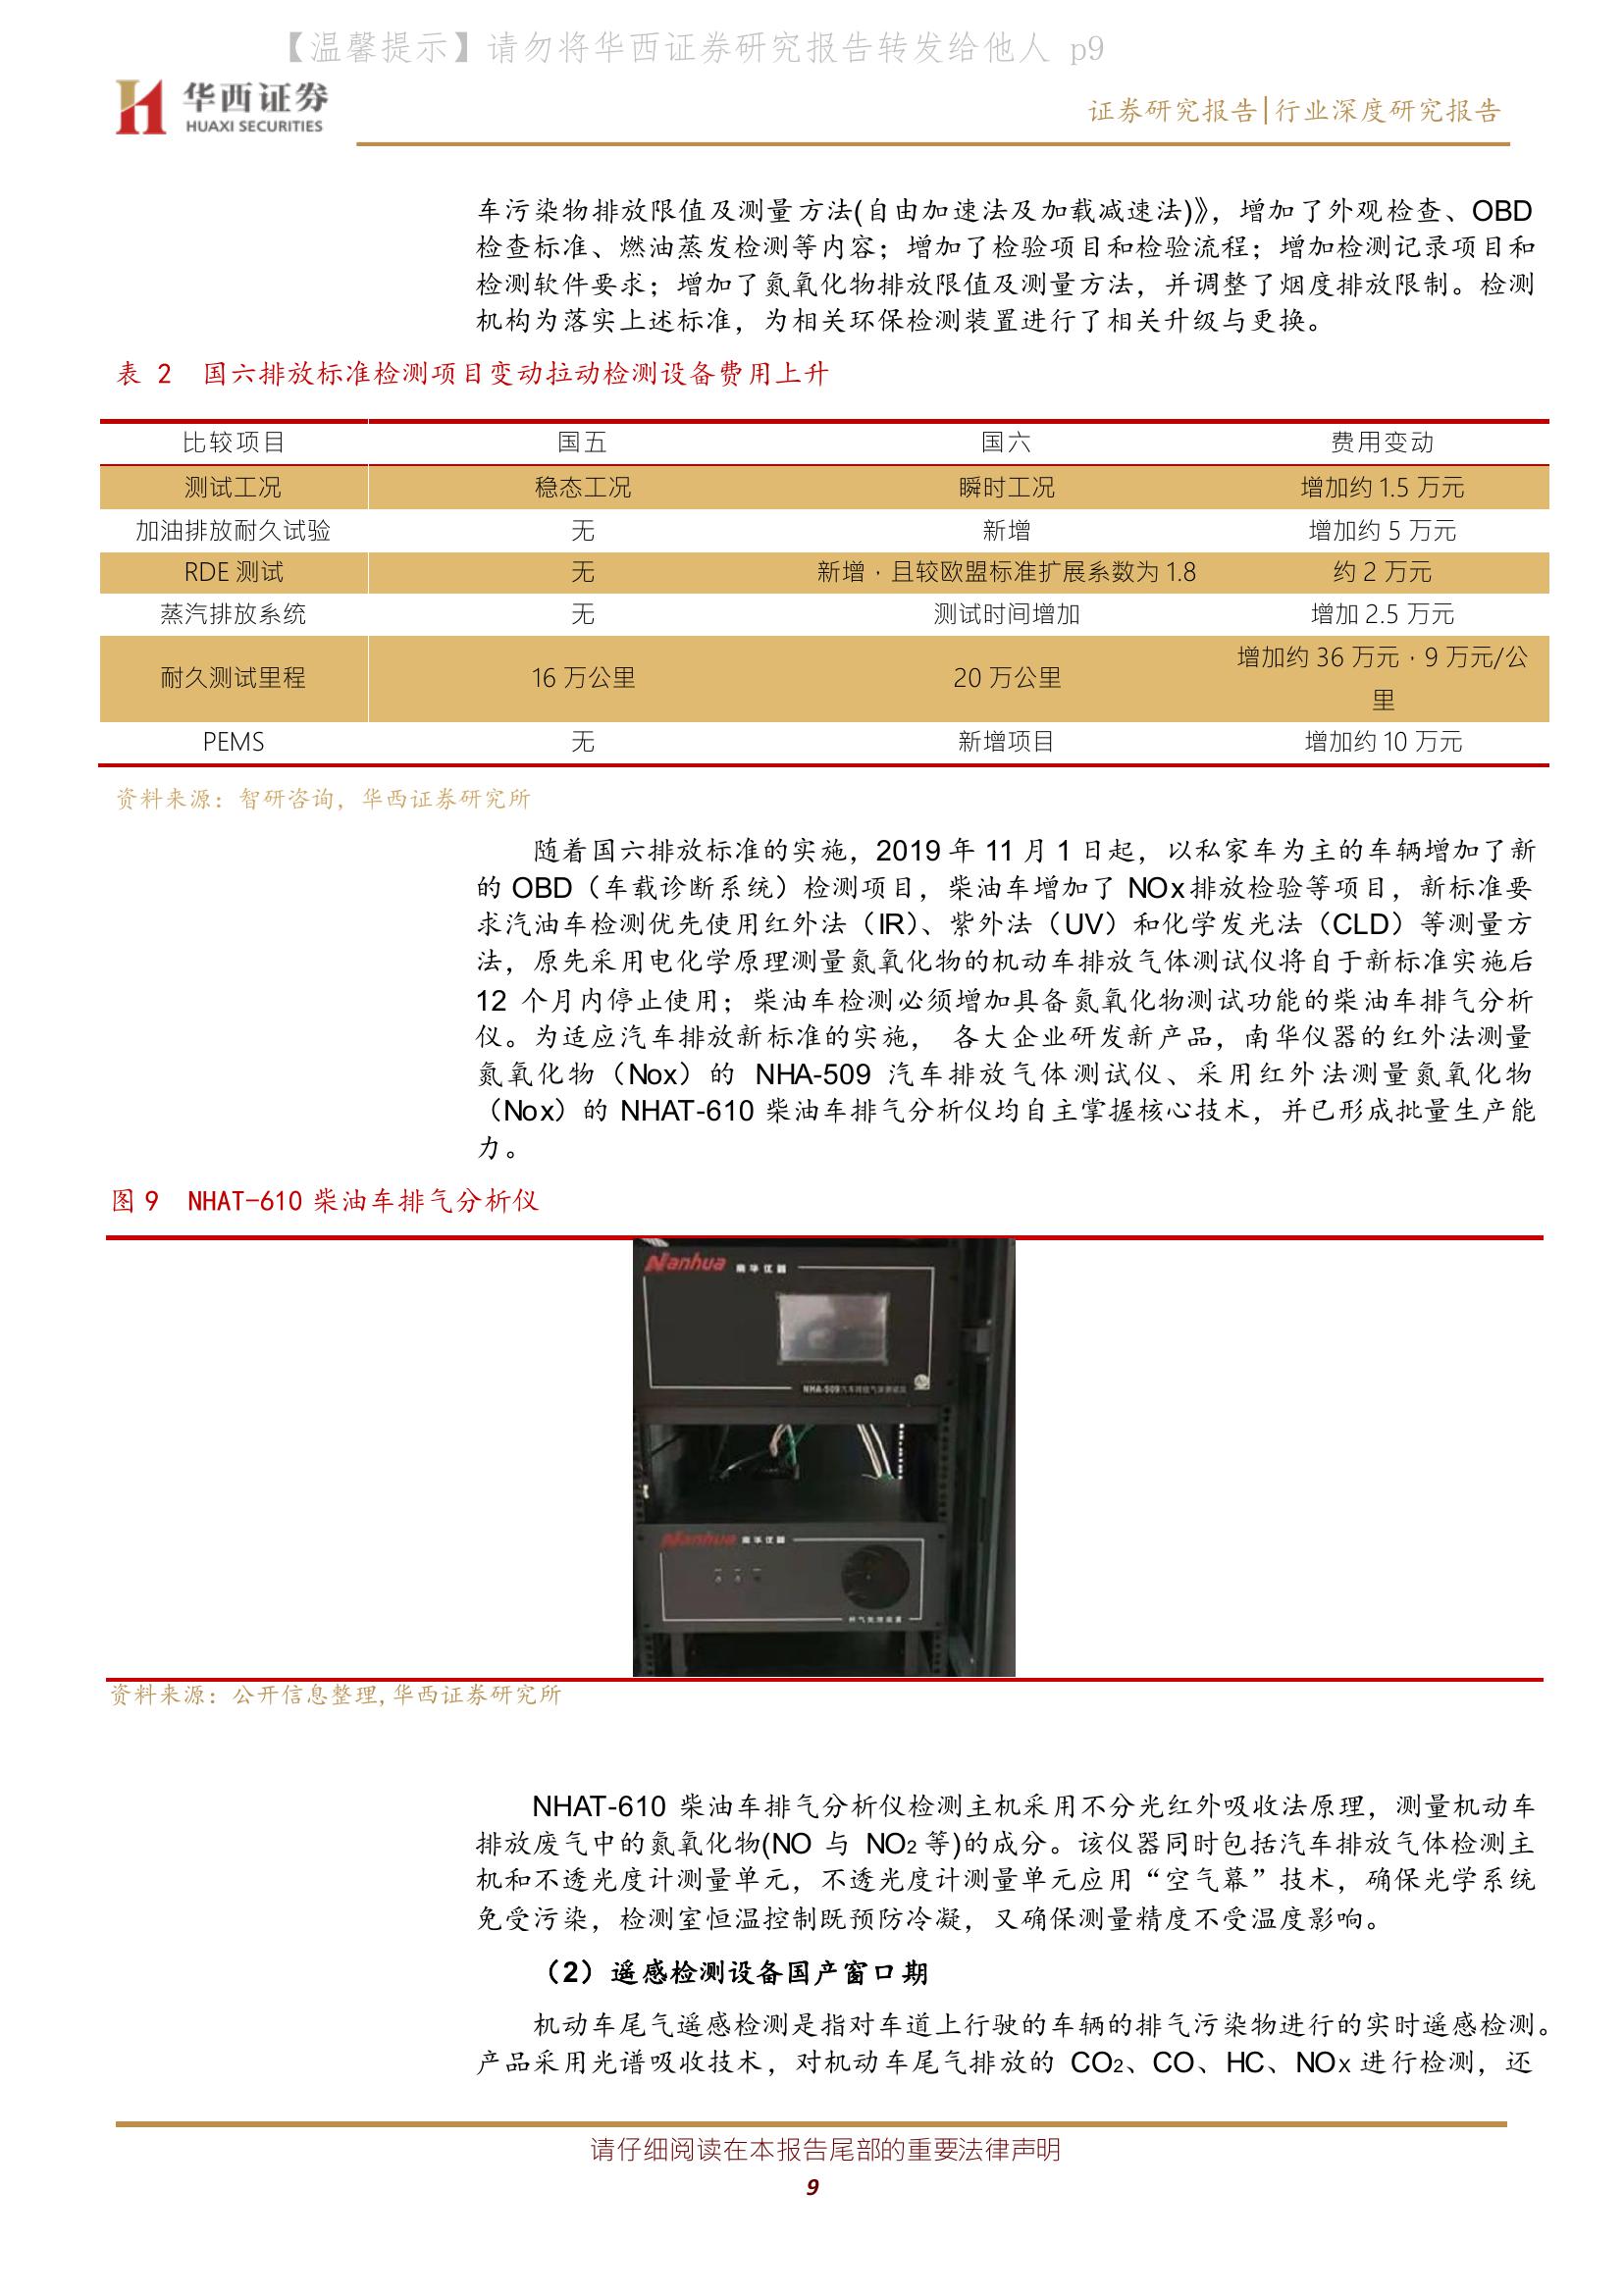 【温馨提示】请勿将华西证券研究报告转发给他人 p9
华西证券
HUAXI SECURITIES
证券研究报告|行业深度研究报告
车污染物排放限值及测量方法(自由加速法及加载减速法)》，增加了外观检查、OBD
检查标准、燃油蒸发检测等内容；增加了检验项目和检验流程；增加检测记录项目和
检测软件要求；增加了氮氧化物排放限值及测量方法，并调整了烟度排放限制。检测
机构为落实上述标准，为相关环保检测装置进行了相关升级与更换。
表 2 国六排放标准检测项目变动拉动检测设备费用上升
比较项目 国五 国六 费用变动
测试工况 稳态工况 瞬时工况 增加约 1.5 万元
加油排放耐久试验 无 新增 增加约 5 万元
RDE 测试 无 新增，且较欧盟标准扩展系数为 1.8 约 2 万元
蒸汽排放系统 无 测试时间增加 增加 2.5 万元
耐久测试里程 16 万公里 20 万公里 增加约 36 万元，9 万元/公
里
PEMS 无 新增项目 增加约 10 万元
资料来源：智研咨询，华西证券研究所
随着国六排放标准的实施，2019 年 11 月 1 日起，以私家车为主的车辆增加了新
的 OBD（车载诊断系统）检测项目，柴油车增加了 NOx 排放检验等项目，新标准要
求汽油车检测优先使用红外法（IR）、紫外法（UV）和化学发光法（CLD）等测量方
法，原先采用电化学原理测量氮氧化物的机动车排放气体测试仪将自于新标准实施后
12 个月内停止使用；柴油车检测必须增加具备氮氧化物测试功能的柴油车排气分析
仪。为适应汽车排放新标准的实施， 各大企业研发新产品，南华仪器的红外法测量
氮氧化物（Nox）的 NHA-509 汽车排放气体测试仪、采用红外法测量氮氧化物
（Nox）的 NHAT-610 柴油车排气分析仪均自主掌握核心技术，并已形成批量生产能
力。
图 9 NHAT-610 柴油车排气分析仪
Nanhua 南华仪器
NHA-509汽车排放气体测试仪
Nanhua 南华仪器
资料来源：公开信息整理,华西证券研究所
NHAT-610 柴油车排气分析仪检测主机采用不分光红外吸收法原理，测量机动车
排放废气中的氮氧化物(NO 与 NO2 等)的成分。该仪器同时包括汽车排放气体检测主
机和不透光度计测量单元，不透光度计测量单元应用“空气幕”技术，确保光学系统
免受污染，检测室恒温控制既预防冷凝，又确保测量精度不受温度影响。
（2）遥感检测设备国产窗口期
机动车尾气遥感检测是指对车道上行驶的车辆的排气污染物进行的实时遥感检测。
产品采用光谱吸收技术，对机动车尾气排放的 CO2、CO、HC、NOx 进行检测，还
请仔细阅读在本报告尾部的重要法律声明
9